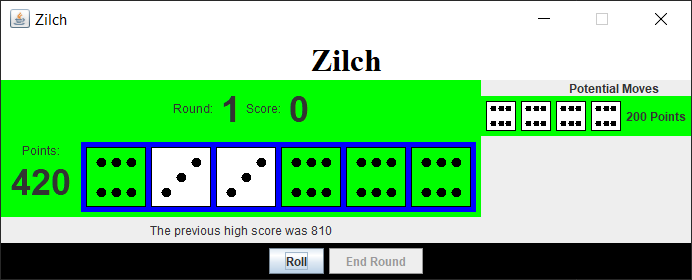 Zilch
Zilch
Potential Moves
Round: 1 Score: 0
200 Points
Points:
420
The previous high score was 810
Roll End Round